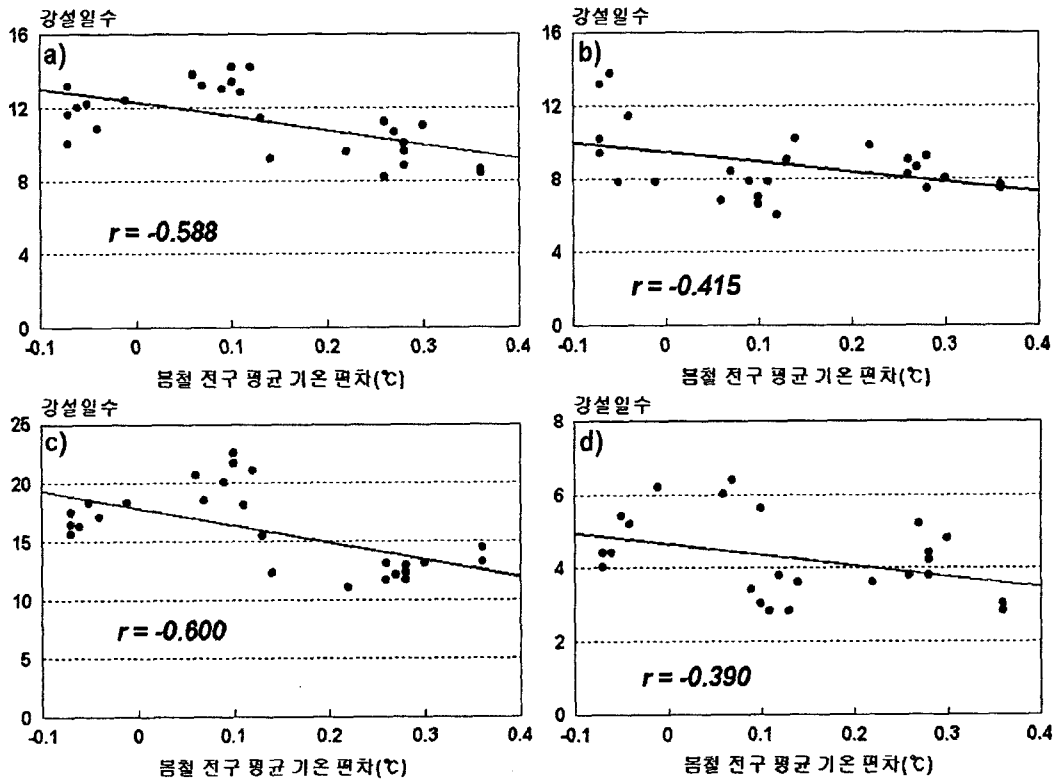 강설일수
a)
16
12
8
4
0
r = -0.588
-0.1 0 0.1 0.2 0.3 0.4
봄철 전구 평균 기온 편차(℃)
강설일수
b)
16
12
8
4
0
r = -0.415
-0.1 0 0.1 0.2 0.3 0.4
봄철 전구 평균 기온 편차(℃)
강설일수
c)
25
20
15
10
5
0
r = -0.600
-0.1 0 0.1 0.2 0.3 0.4
봄철 전구 평균 기온 편차(℃)
강설일수
d)
8
6
4
2
0
r = -0.390
-0.1 0 0.1 0.2 0.3 0.4
봄철 전구 평균 기온 편차(℃)